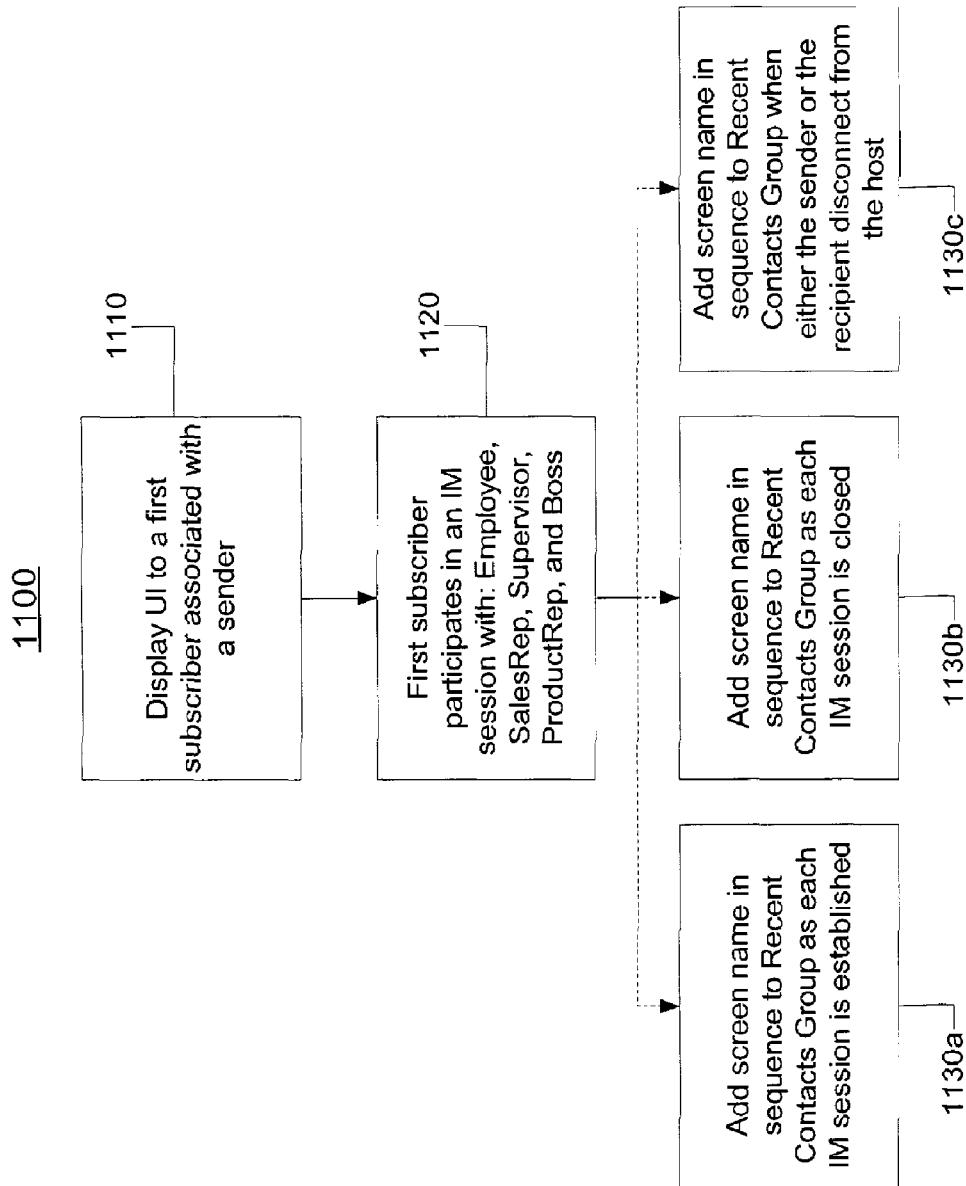 1100
Display UI to a first
subscriber associated with
a sender
1110
First subscriber
participates in an IM
session with: Employee,
SalesRep, Supervisor,
ProductRep, and Boss
1120
Add screen name in
sequence to Recent
Contacts Group as each
IM session is established
1130a
Add screen name in
sequence to Recent
Contacts Group as each
IM session is closed
1130b
Add screen name in
sequence to Recent
Contacts Group when
either the sender or the
recipient disconnect from
the host
1130c